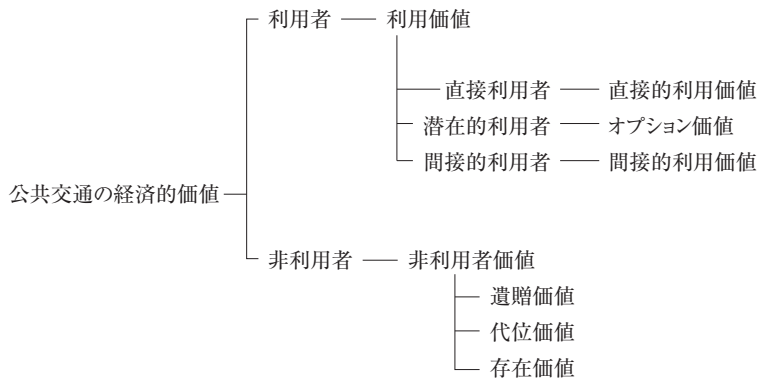 利用者 利用価値
直接利用者 直接的利用価値
潜在的利用者 オプション価値
間接的利用者 間接的利用価値
公共交通の経済的価値
非利用者 非利用者価値
遺贈価値
代位価値
存在価値